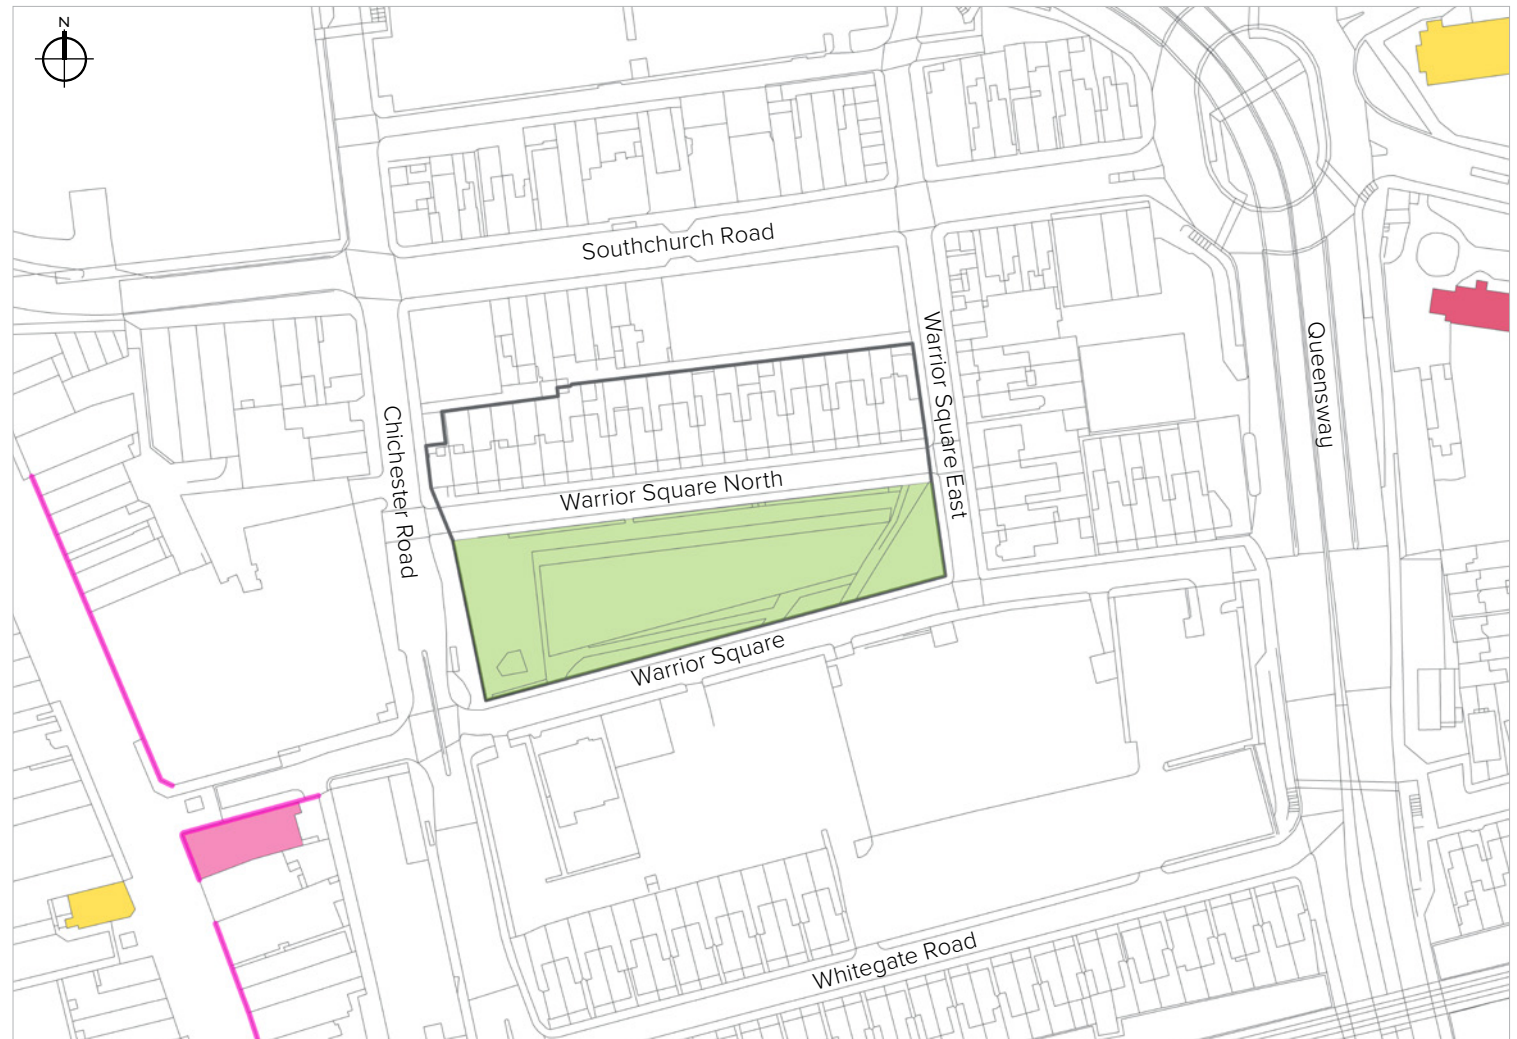 N
Southchurch Road
Warrior Square East
Queensway
Chichester Road
Warrior Square North
Warrior Square
Whitegate Road